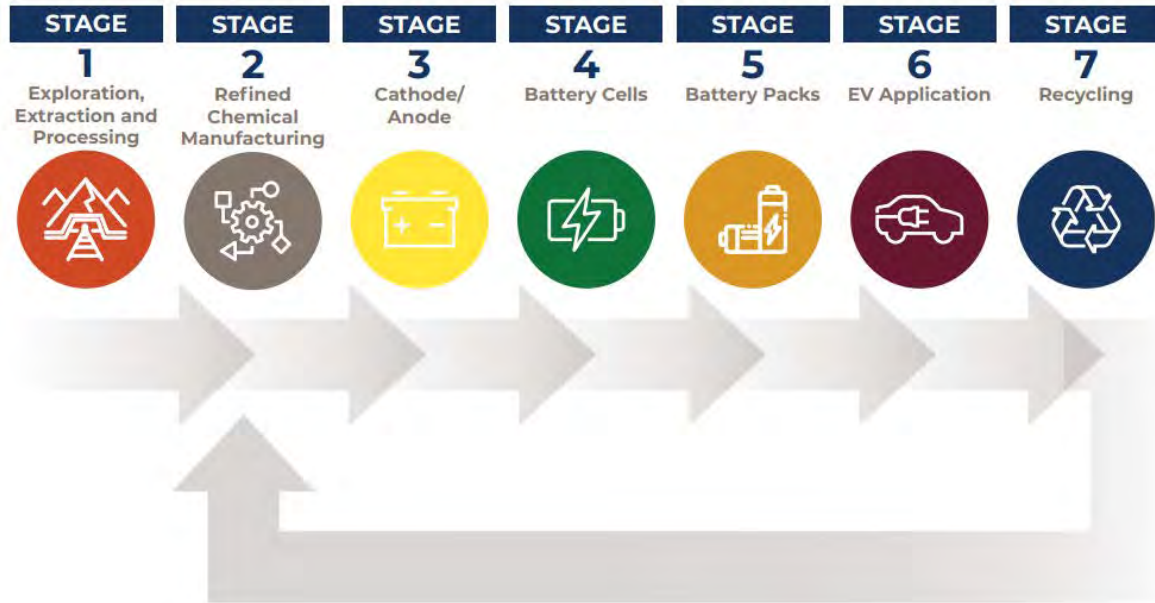 STAGE
1
Exploration,
Extraction and
Processing
STAGE
2
Refined
Chemical
Manufacturing
STAGE
3
Cathode/
Anode
STAGE
4
Battery Cells
STAGE
5
Battery Packs
STAGE
6
EV Application
STAGE
7
Recycling